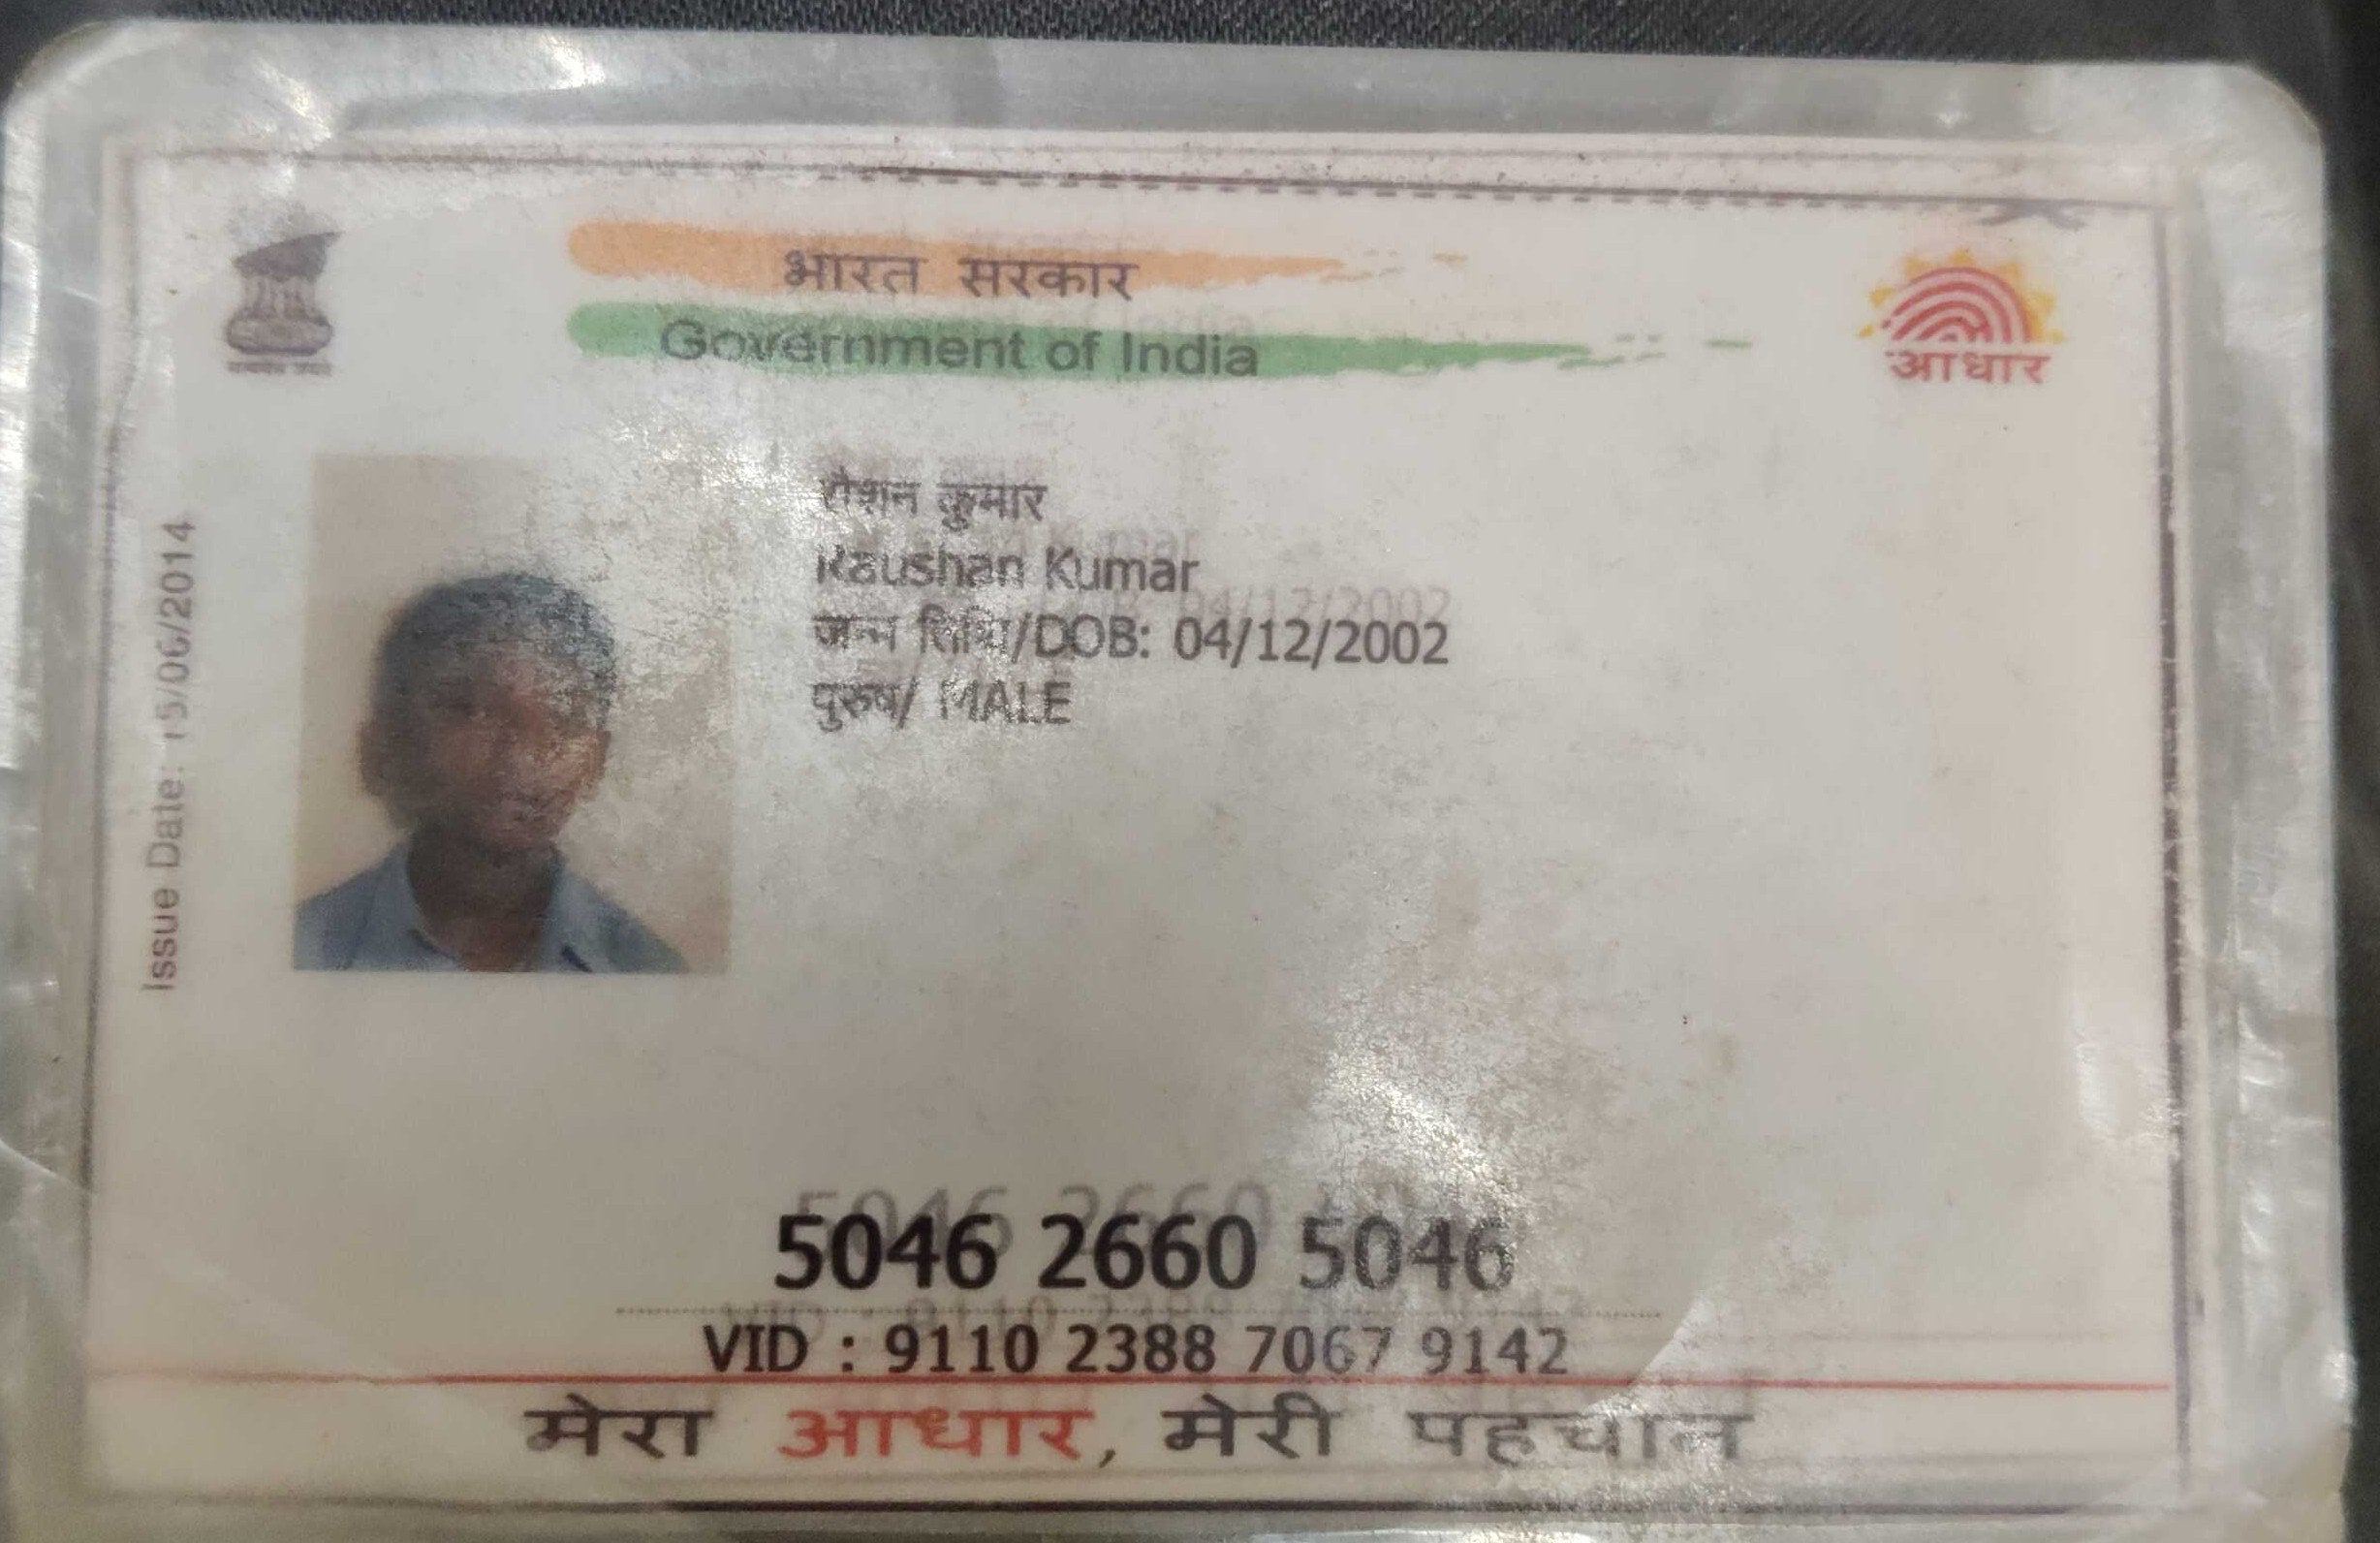 भारत सरकार
Government of India
आधार
Issue Date: 15/06/2014
रौशन कुमार
Raushan Kumar
जन्म तिथि/DOB: 04/12/2002
पुरुष/ MALE
5046 2660 5046
VID : 9110 2388 7067 9142
मेरा आधार, मेरी पहचान